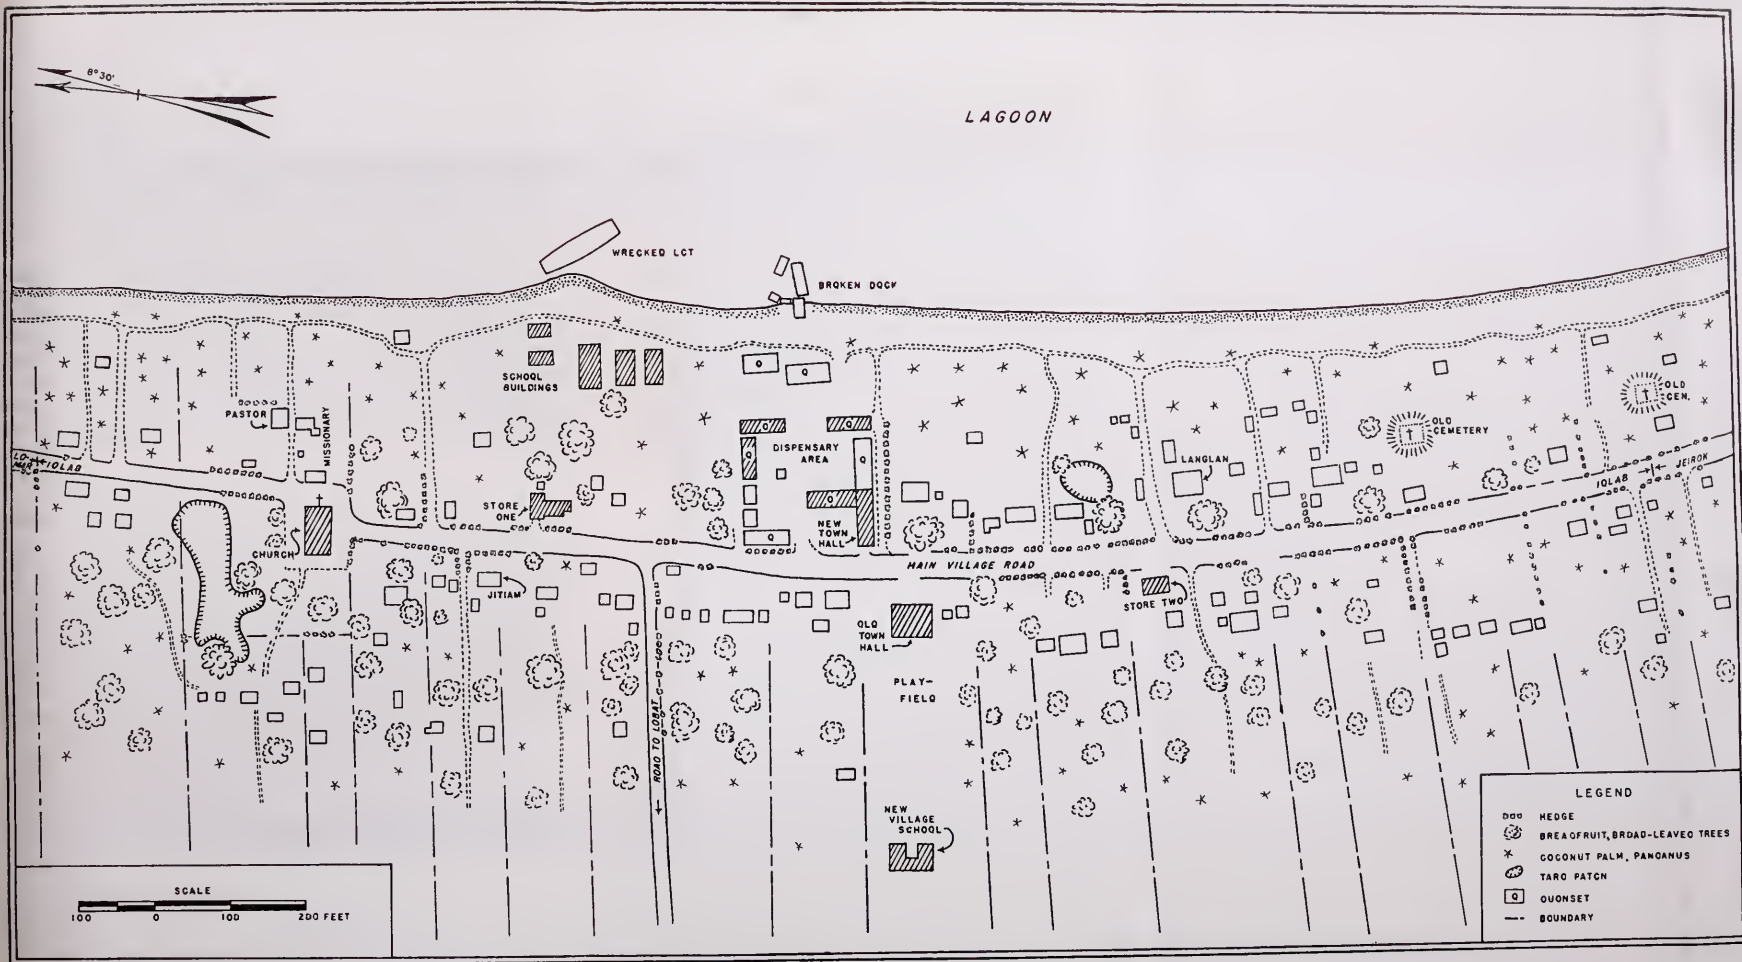 8°30'
LAGOON
WRECKED LCT
BROKEN DOCK
SCHOOL
BUILDINGS
PASTOR
MISSIONARY
Q
Q
Q
Q
DISPENSARY
AREA
Q
Q
Q
Q
OLD
CEMETERY
OLD
CEM.
LANGLAN
IOLAB
IOLAB
JEIROK
STORE
ONE
NEW
TOWN
HALL
CHURCH
MAIN VILLAGE ROAD
JITIAM
STORE TWO
OLD
TOWN
HALL
PLAY-
FIELD
ROAD TO LOBAT
NEW
VILLAGE
SCHOOL
SCALE
100 0 100 200 FEET
LEGEND
HEDGE
BREADFRUIT, BROAD-LEAVED TREES
COCONUT PALM, PANDANUS
TARO PATCH
Q QUONSET
BOUNDARY